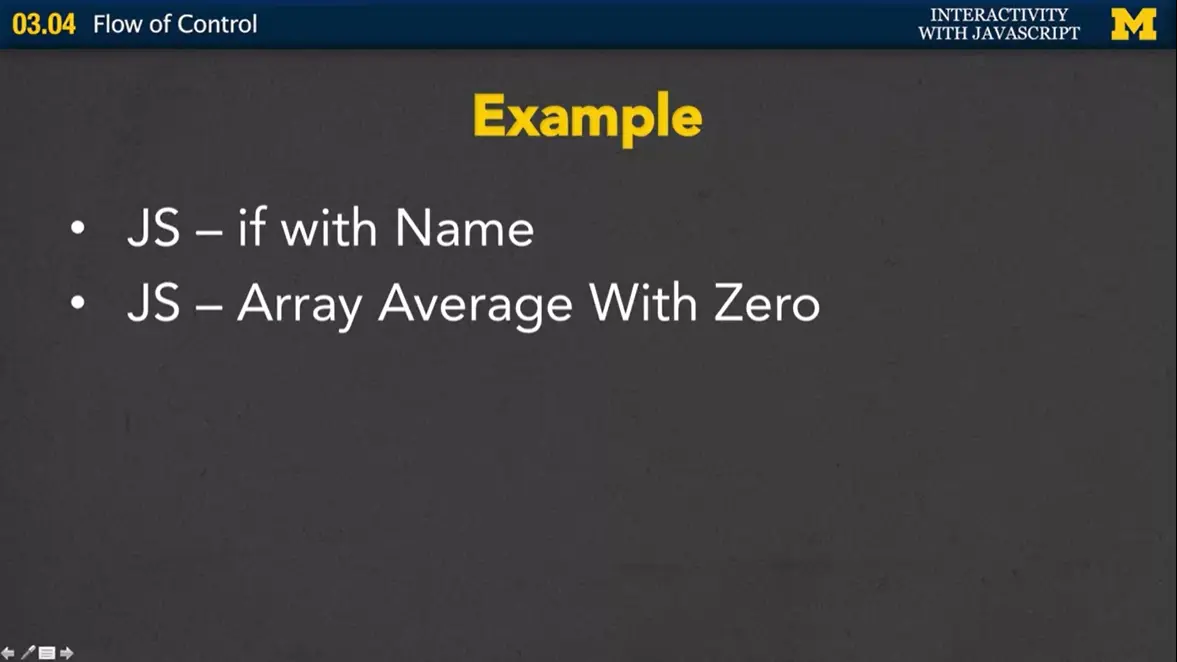 03.04 Flow of Control
INTERACTIVITY
WITH JAVASCRIPT
M
Example
• JS – if with Name
• JS – Array Average With Zero